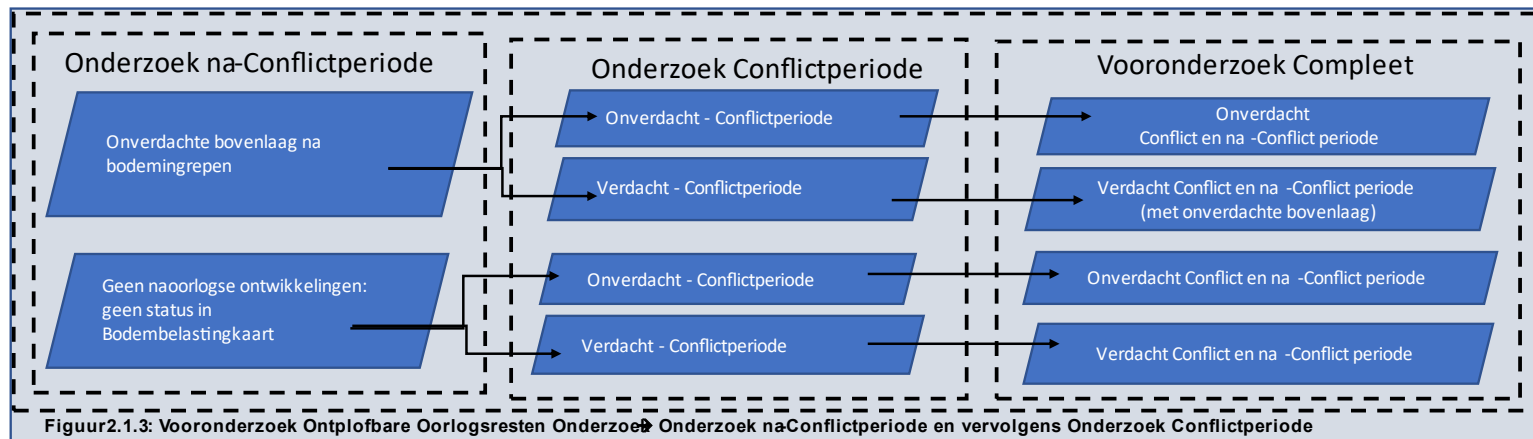 Onderzoek na-Conflictperiode
Onverdachte bovenlaag na
bodemingrepen
Geen naoorlogse ontwikkelingen:
geen status in
Bodembelastingkaart
Onderzoek Conflictperiode
Onverdacht - Conflictperiode
Verdacht - Conflictperiode
Onverdacht - Conflictperiode
Verdacht - Conflictperiode
Vooronderzoek Compleet
Onverdacht
Conflict en na -Conflict periode
Verdacht Conflict en na -Conflict periode
(met onverdachte bovenlaag)
Onverdacht Conflict en na -Conflict periode
Verdacht Conflict en na -Conflict periode
Figuur2.1.3: Vooronderzoek Ontplofbare Oorlogsresten Onderzoek → Onderzoek na-Conflictperiode en vervolgens Onderzoek Conflictperiode